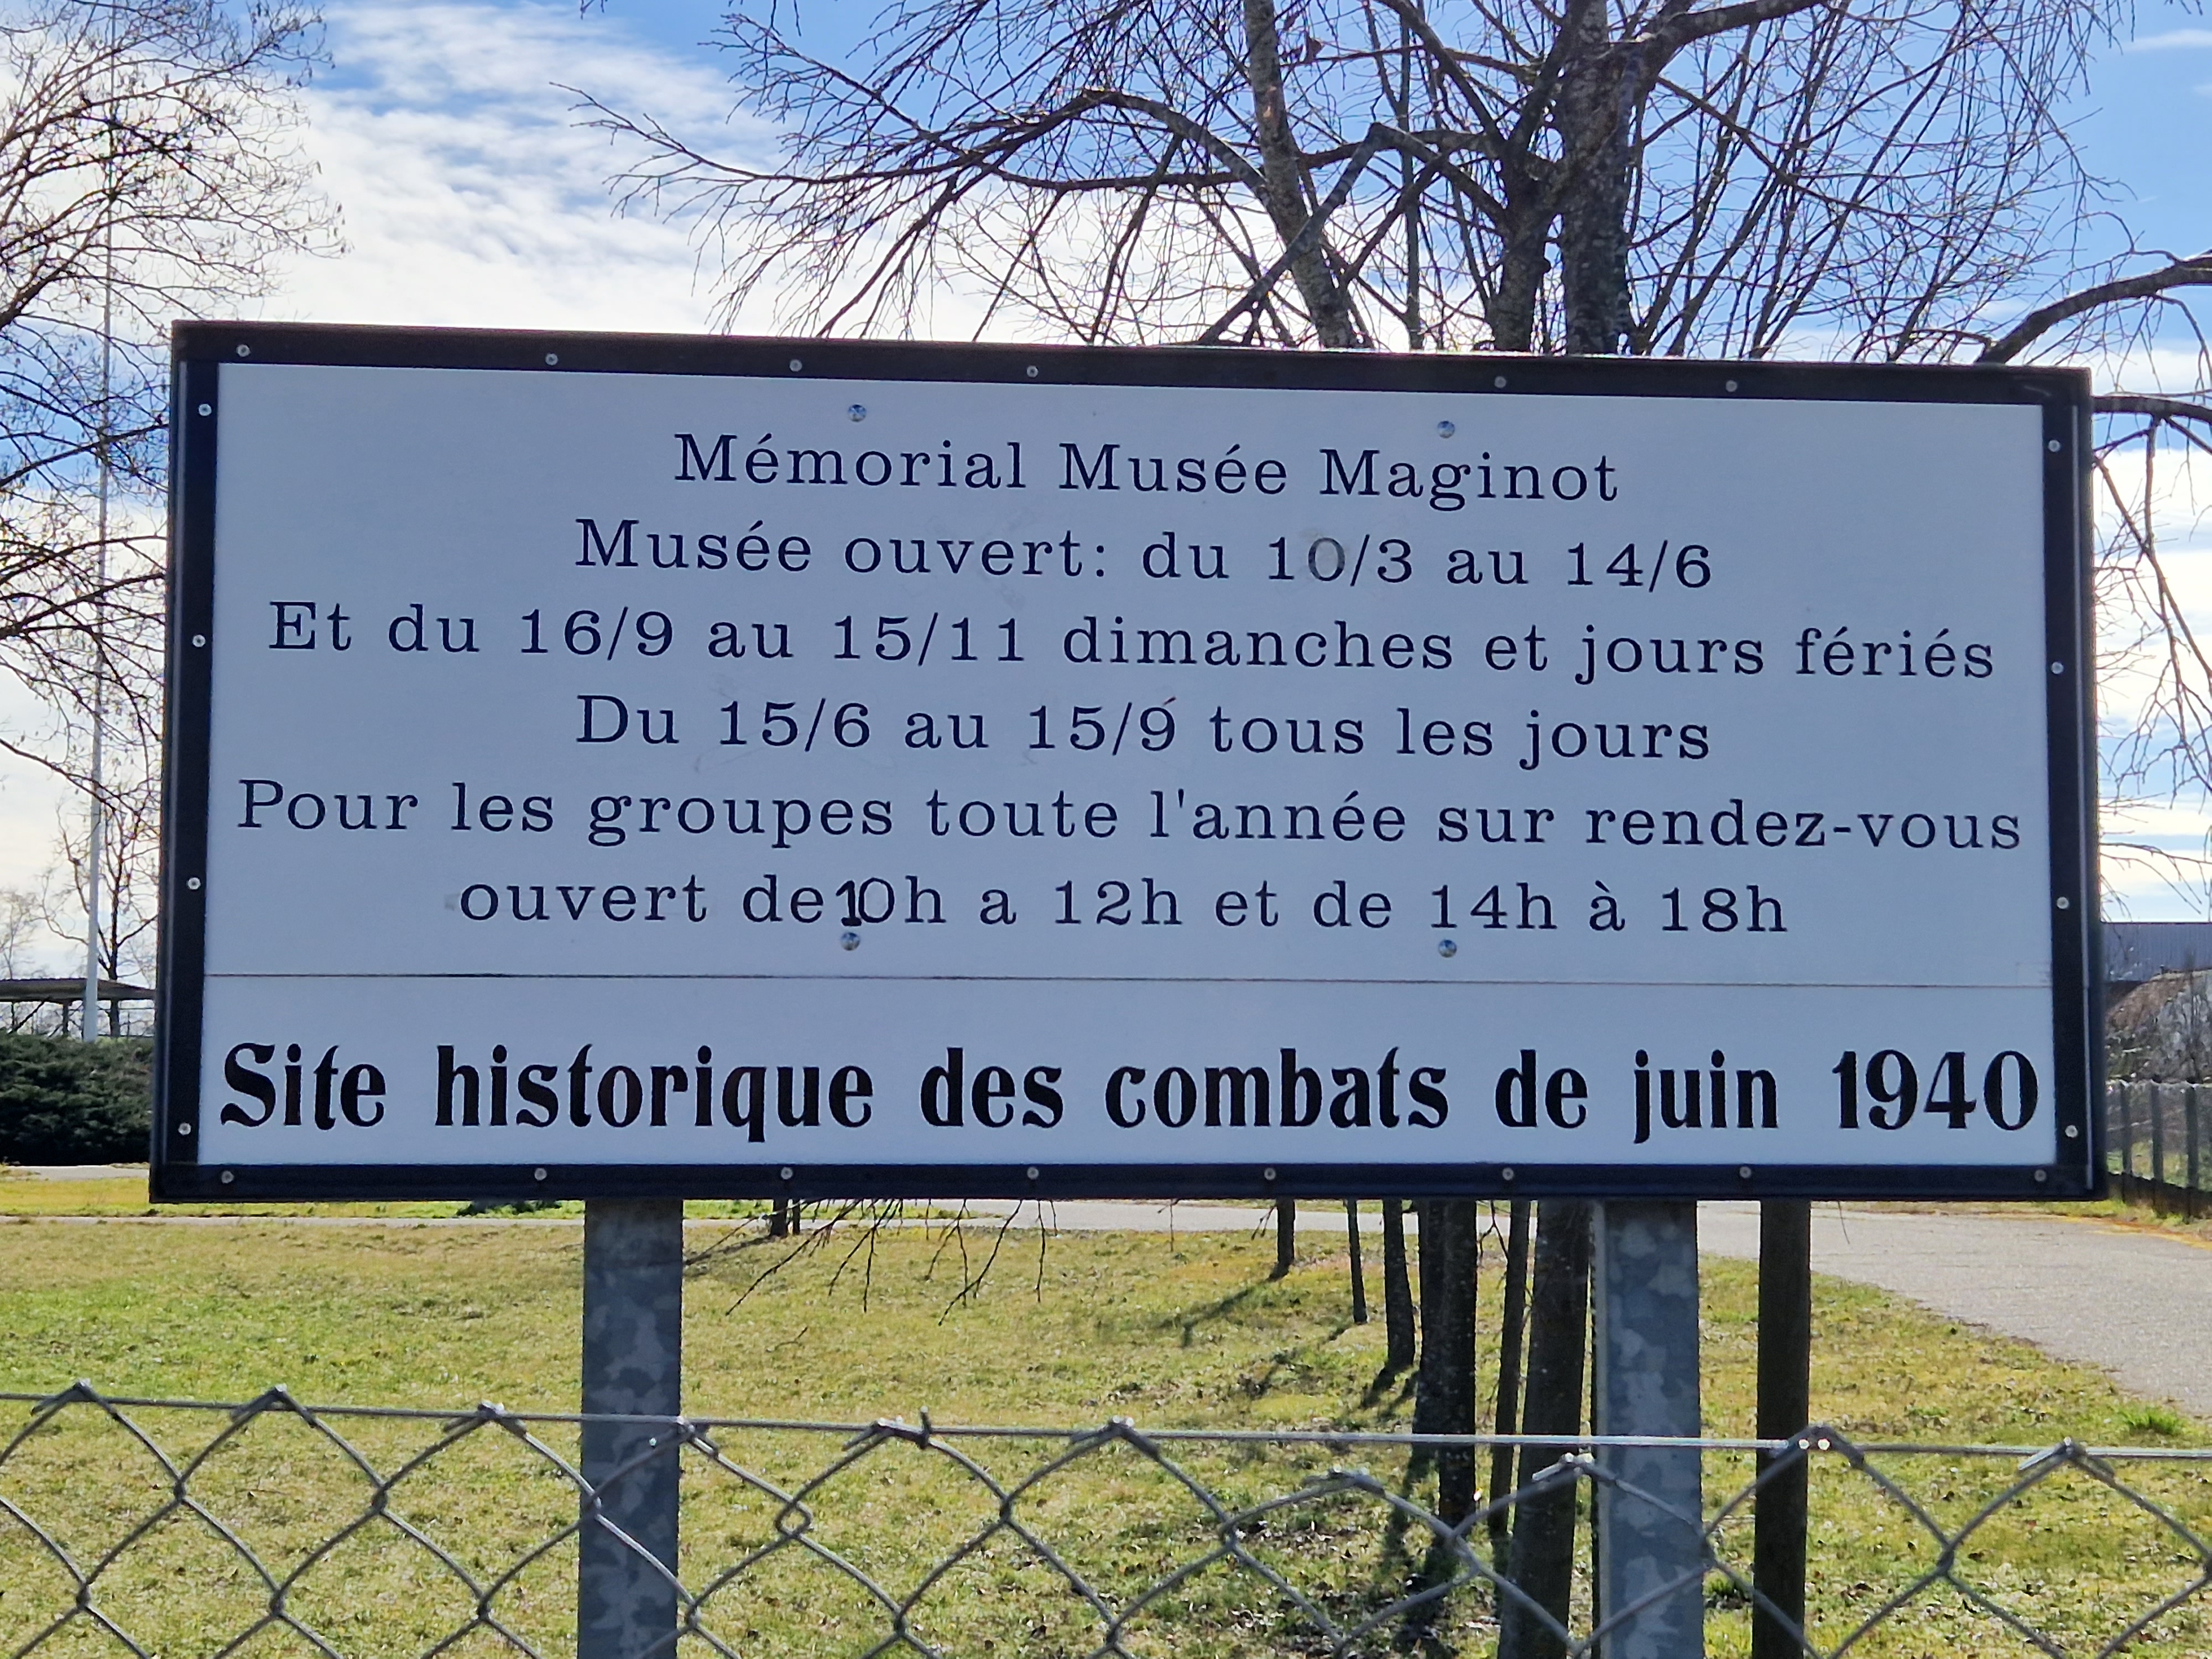 Mémorial Musée Maginot
Musée ouvert: du 10/3 au 14/6
Et du 16/9 au 15/11 dimanches et jours fériés
Du 15/6 au 15/9 tous les jours
Pour les groupes toute l'année sur rendez-vous
ouvert de10h a 12h et de 14h à 18h
Site historique des combats de juin 1940